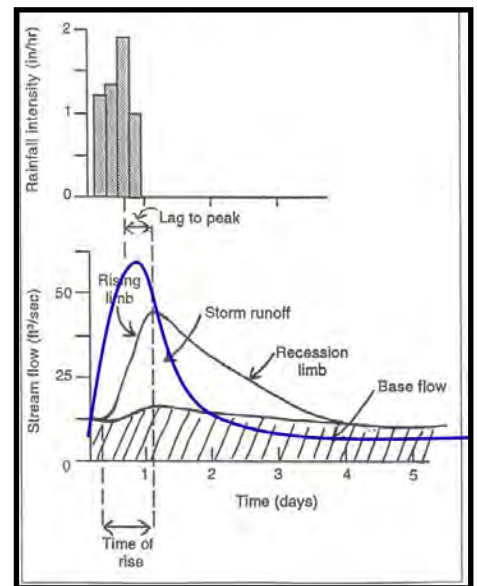 Rainfall intensity (in/hr)
2
1
0
Lag to peak
Rising
limb
Storm runoff
Recession
limb
Base flow
Stream flow (ft³/sec)
50
25
0
1
2
3
4
5
Time (days)
Time of
rise